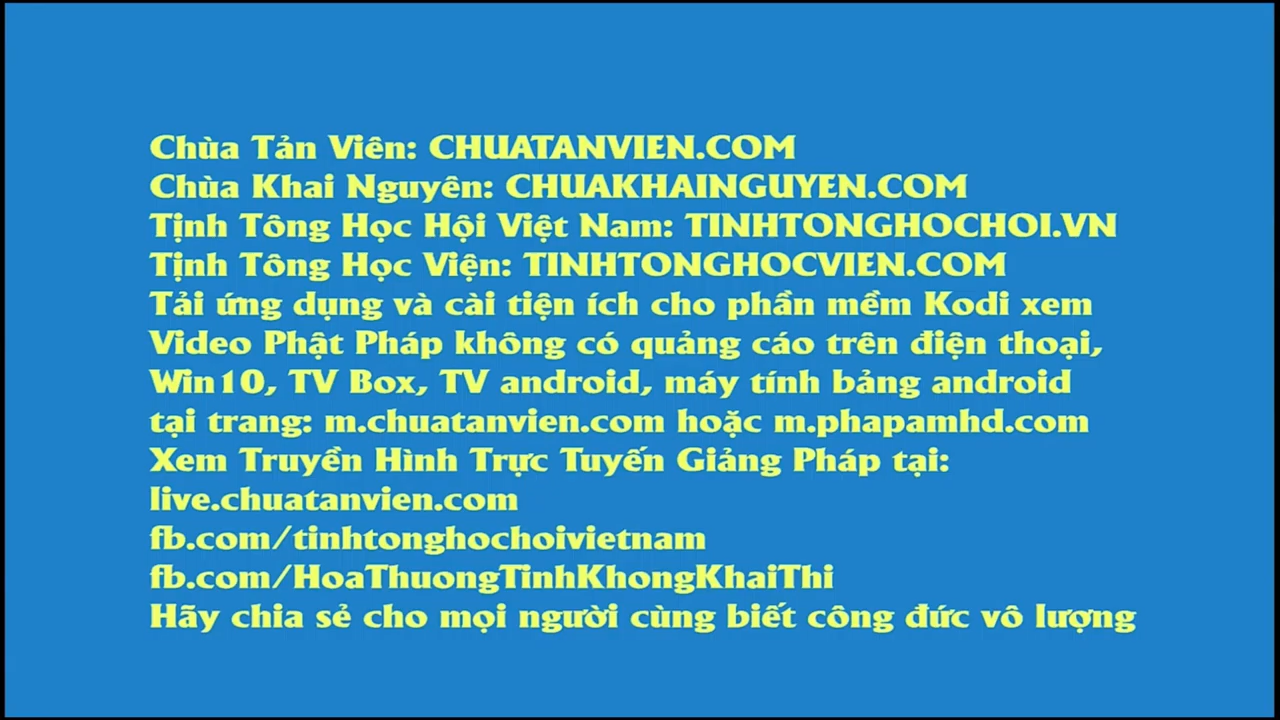 Chùa Tản Viên: CHUATANVIEN.COM
Chùa Khai Nguyên: CHUAKHAINGUYEN.COM
Tịnh Tông Học Hội Việt Nam: TINHTONGHOCHOI.VN
Tịnh Tông Học Viện: TINHTONGHOCVIEN.COM
Tải ứng dụng và cài tiện ích cho phần mềm Kodi xem
Video Phật Pháp không có quảng cáo trên điện thoại,
Win10, TV Box, TV android, máy tính bảng android
tại trang: m.chuatanvien.com hoặc m.phapamhd.com
Xem Truyền Hình Trực Tuyến Giảng Pháp tại:
live.chuatanvien.com
fb.com/tinhtonghochoivietnam
fb.com/HoaThuongTinhKhongKhaiThi
Hãy chia sẻ cho mọi người cùng biết công đức vô lượng